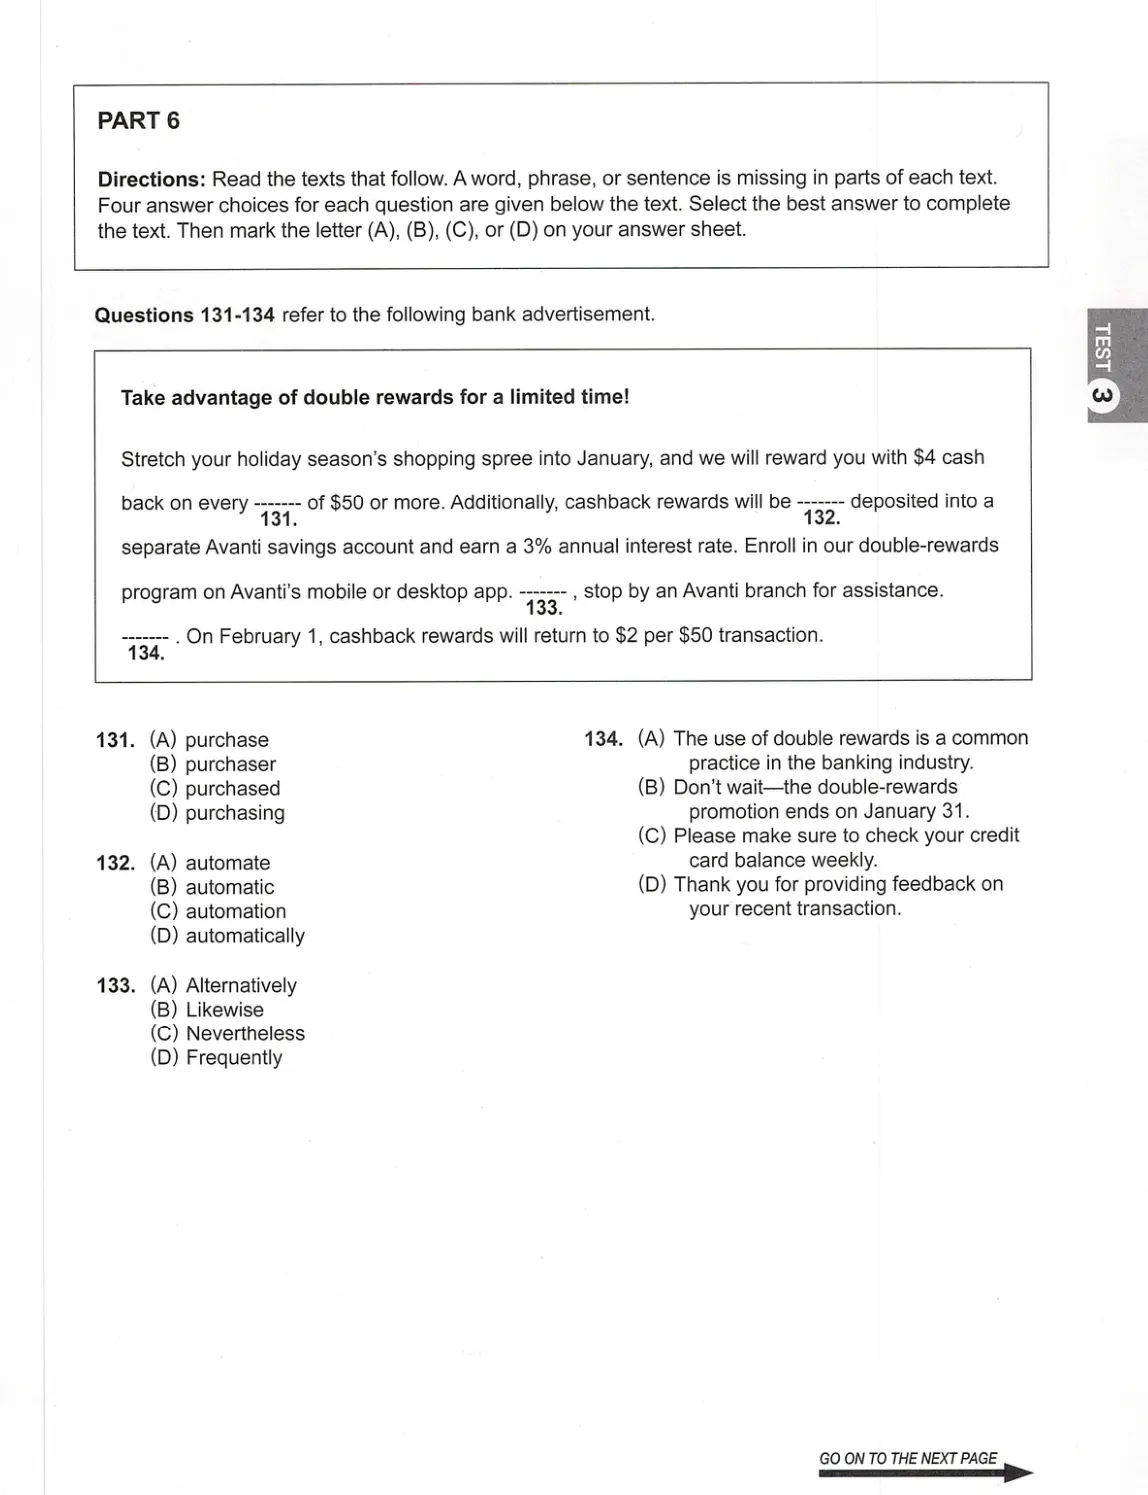 PART 6
Directions: Read the texts that follow. A word, phrase, or sentence is missing in parts of each text.
Four answer choices for each question are given below the text. Select the best answer to complete
the text. Then mark the letter (A), (B), (C), or (D) on your answer sheet.
Questions 131-134 refer to the following bank advertisement.
TEST 3
Take advantage of double rewards for a limited time!
Stretch your holiday season's shopping spree into January, and we will reward you with $4 cash
back on every ------- of $50 or more. Additionally, cashback rewards will be ------- deposited into a
131. 132.
separate Avanti savings account and earn a 3% annual interest rate. Enroll in our double-rewards
program on Avanti's mobile or desktop app. ------- , stop by an Avanti branch for assistance.
133.
------- . On February 1, cashback rewards will return to $2 per $50 transaction.
134.
131. (A) purchase
(B) purchaser
(C) purchased
(D) purchasing
132. (A) automate
(B) automatic
(C) automation
(D) automatically
133. (A) Alternatively
(B) Likewise
(C) Nevertheless
(D) Frequently
134. (A) The use of double rewards is a common
practice in the banking industry.
(B) Don't wait—the double-rewards
promotion ends on January 31.
(C) Please make sure to check your credit
card balance weekly.
(D) Thank you for providing feedback on
your recent transaction.
GO ON TO THE NEXT PAGE